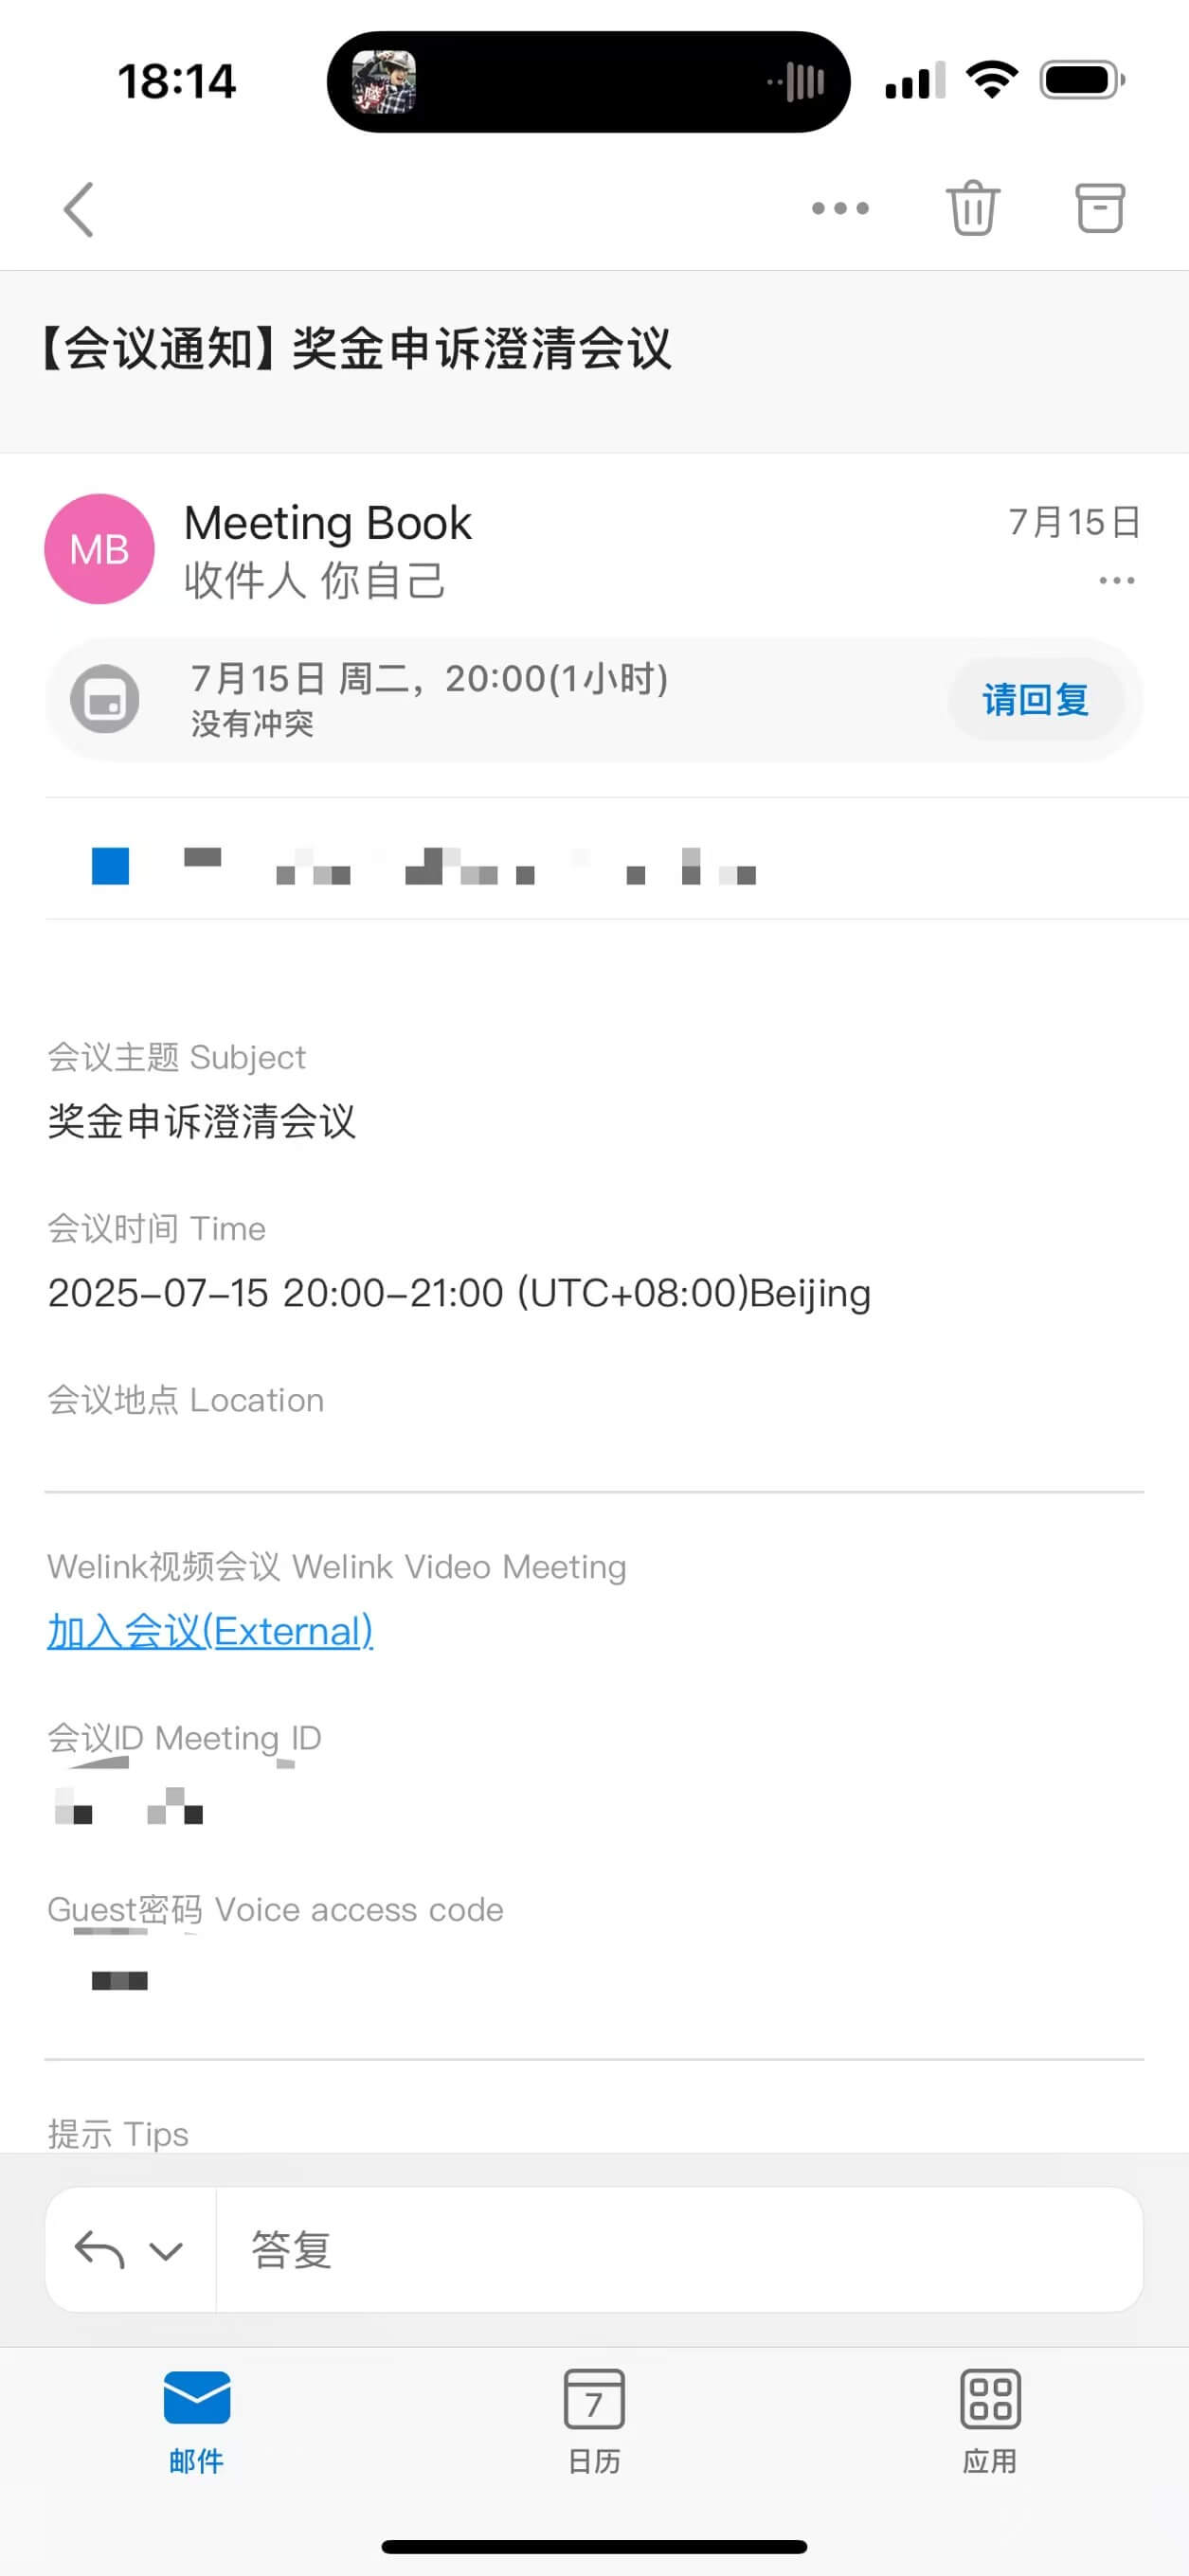 18:14
【会议通知】奖金申诉澄清会议
MB
Meeting Book
7月15日
收件人 你自己
7月15日 周二，20:00(1小时)
没有冲突
请回复
会议主题 Subject
奖金申诉澄清会议
会议时间 Time
2025-07-15 20:00-21:00 (UTC+08:00)Beijing
会议地点 Location
Welink视频会议 Welink Video Meeting
加入会议(External)
会议ID Meeting ID
Guest密码 Voice access code
提示 Tips
答复
7
邮件
日历
应用